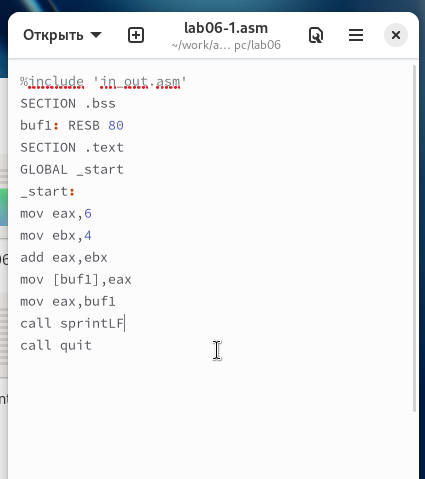 Открыть
lab06-1.asm
~/work/a... pc/lab06
%include 'in_out.asm'
SECTION .bss
buf1: RESB 80
SECTION .text
GLOBAL _start
_start:
mov eax,6
mov ebx,4
add eax,ebx
mov [buf1],eax
mov eax,buf1
call sprintLF
call quit